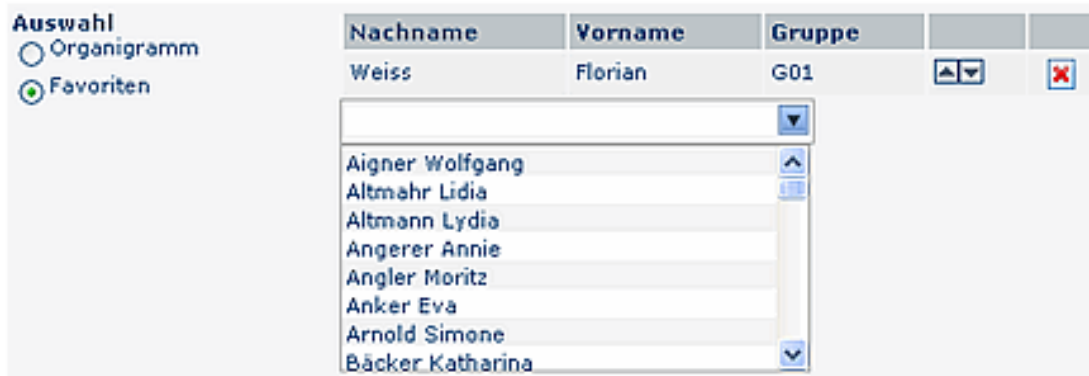 Auswahl
Organigramm
Favoriten
Nachname Vorname Gruppe
Weiss Florian G01
Aigner Wolfgang
Altmahr Lidia
Altmann Lydia
Angerer Annie
Angler Moritz
Anker Eva
Arnold Simone
Bäcker Katharina